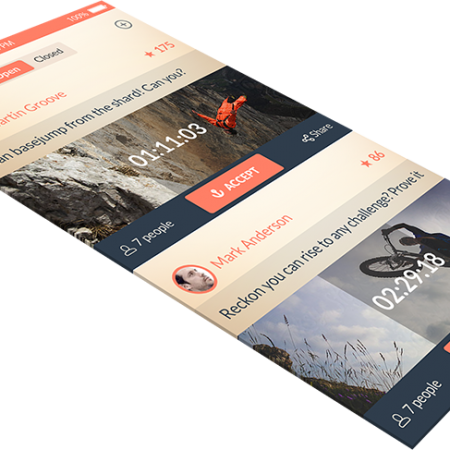 PM 100%
Open Closed
artin Groove 175
an basejump from the shard! Can you?
01:11:03
7 people ACCEPT Share
Mark Anderson 86
Reckon you can rise to any challenge? Prove it
02:29:18
7 people